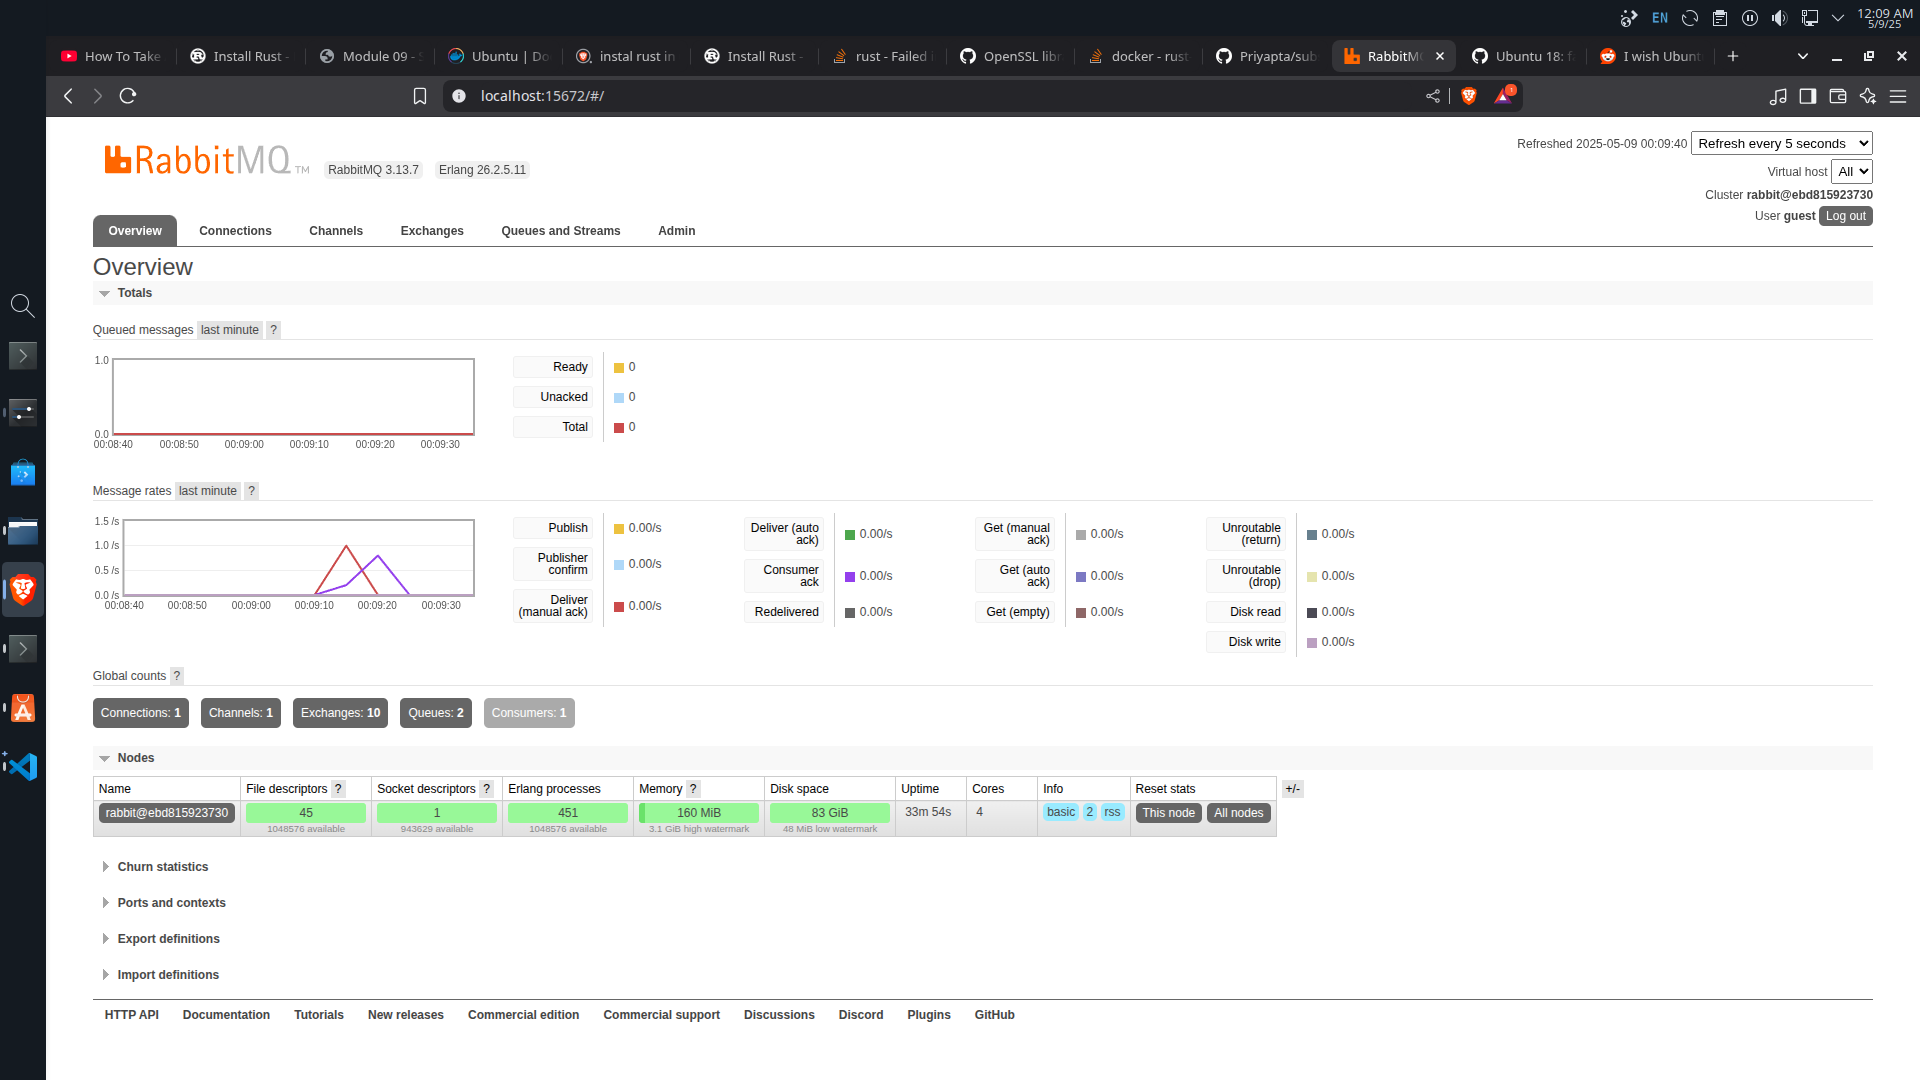 EN
12:09 AM
5/9/25
How To Take
Install Rust -
Module 09 - S
Ubuntu | Do
instal rust in
Install Rust -
rust - Failed i
OpenSSL libr
docker - rust
Priyapta/sub
RabbitMQ
Ubuntu 18: fa
I wish Ubunt
localhost:15672/#/
RabbitMQ TM
RabbitMQ 3.13.7
Erlang 26.2.5.11
Refreshed 2025-05-09 00:09:40
Refresh every 5 seconds
Virtual host All
Cluster rabbit@ebd815923730
User guest Log out
Overview
Connections
Channels
Exchanges
Queues and Streams
Admin
Overview
Totals
Queued messages last minute ?
1.0
0.0
00:08:40 00:08:50 00:09:00 00:09:10 00:09:20 00:09:30
Ready 0
Unacked 0
Total 0
Message rates last minute ?
1.5 /s
1.0 /s
0.5 /s
0.0 /s
00:08:40 00:08:50 00:09:00 00:09:10 00:09:20 00:09:30
Publish 0.00/s
Publisher
confirm 0.00/s
Deliver
(manual ack) 0.00/s
Deliver (auto
ack) 0.00/s
Consumer
ack 0.00/s
Redelivered 0.00/s
Get (manual
ack) 0.00/s
Get (auto
ack) 0.00/s
Get (empty) 0.00/s
Unroutable
(return) 0.00/s
Unroutable
(drop) 0.00/s
Disk read 0.00/s
Disk write 0.00/s
Global counts ?
Connections: 1
Channels: 1
Exchanges: 10
Queues: 2
Consumers: 1
Nodes
Name File descriptors ? Socket descriptors ? Erlang processes Memory ? Disk space Uptime Cores Info Reset stats +/-
rabbit@ebd815923730 45 1 451 160 MiB 83 GiB 33m 54s 4 basic 2 rss This node All nodes
1048576 available 943629 available 1048576 available 3.1 GiB high watermark 48 MiB low watermark
Churn statistics
Ports and contexts
Export definitions
Import definitions
HTTP API
Documentation
Tutorials
New releases
Commercial edition
Commercial support
Discussions
Discord
Plugins
GitHub